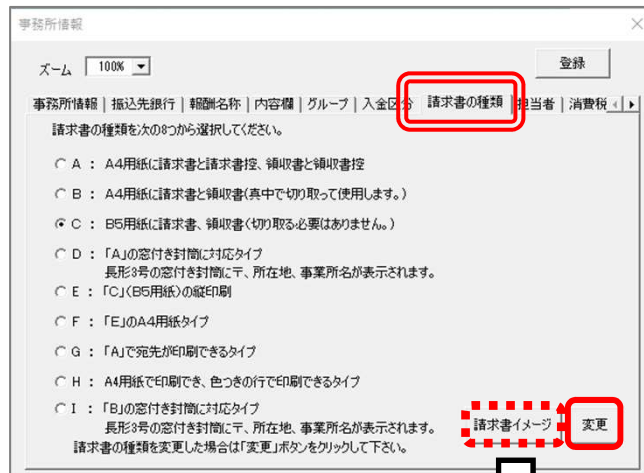 事務所情報
ズーム 100% 登録
事務所情報 振込先銀行 報酬名称 内容欄 グループ 入金区分 請求書の種類 担当者 消費税
請求書の種類を次の8つから選択してください。
A : A4用紙に請求書と請求書控、領収書と領収書控
B : A4用紙に請求書と領収書(真中で切り取って使用します。)
C : B5用紙に請求書、領収書(切り取る必要はありません。)
D : 「A」の窓付き封筒に対応タイプ
長形3号の窓付き封筒に〒、所在地、事業所名が表示されます。
E : 「C」(B5用紙)の縦印刷
F : 「E」のA4用紙タイプ
G : 「A」で宛先が印刷できるタイプ
H : A4用紙で印刷でき、色つきの行で印刷できるタイプ
I : 「B」の窓付き封筒に対応タイプ
長形3号の窓付き封筒に〒、所在地、事業所名が表示されます。
請求書の種類を変更した場合は「変更」ボタンをクリックして下さい。
請求書イメージ 変更